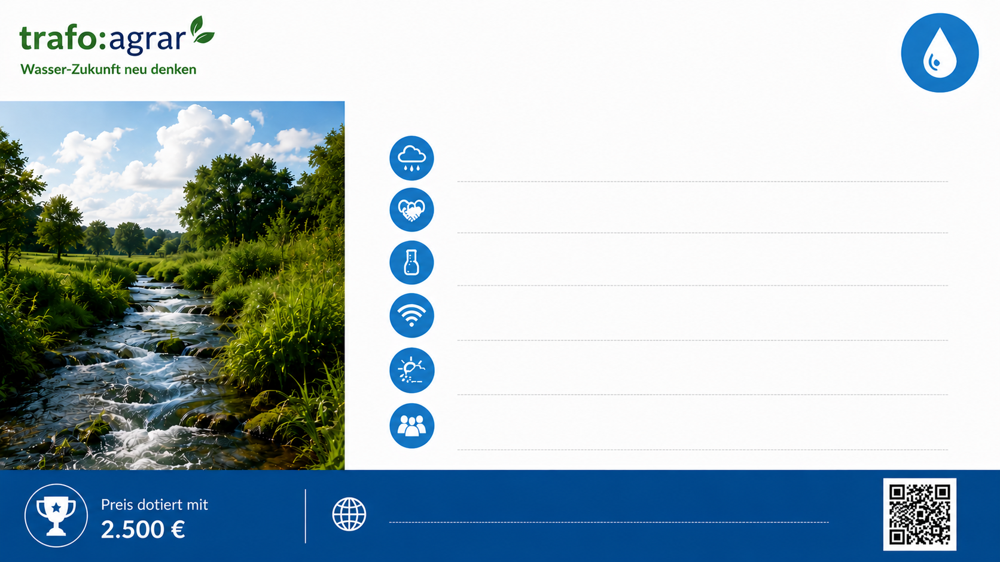 trafo:agrar
Wasser-Zukunft neu denken
Preis dotiert mit
2.500 €